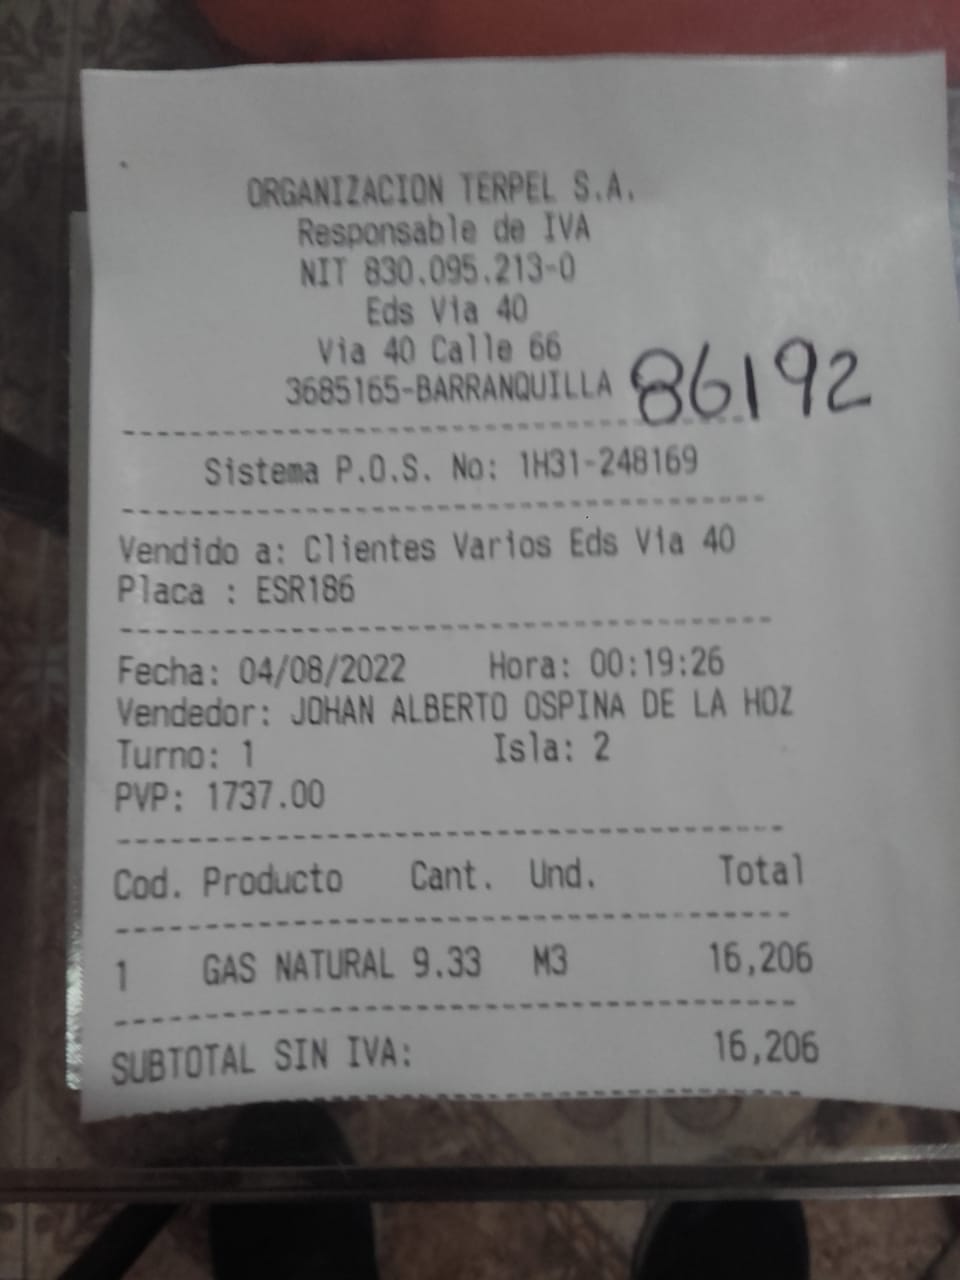 ORGANIZACION TERPEL S.A.
Responsable de IVA
NIT 830.095.213-0
Eds Via 40
Via 40 Calle 66
3685165-BARRANQUILLA 86192
Sistema P.O.S. No: 1H31-248169
Vendido a: Clientes Varios Eds Via 40
Placa : ESR186
Fecha: 04/08/2022 Hora: 00:19:26
Vendedor: JOHAN ALBERTO OSPINA DE LA HOZ
Turno: 1 Isla: 2
PVP: 1737.00
Cod. Producto Cant. Und. Total
1 GAS NATURAL 9.33 M3 16,206
SUBTOTAL SIN IVA: 16,206